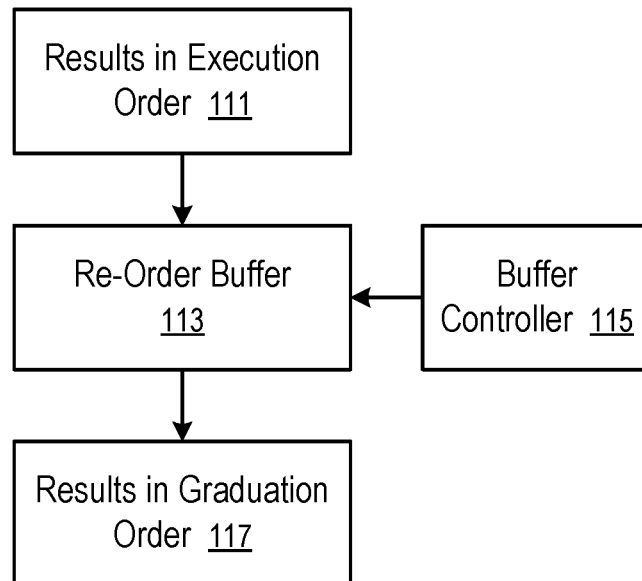 Results in Execution
Order 111
Re-Order Buffer
113
Buffer
Controller 115
Results in Graduation
Order 117